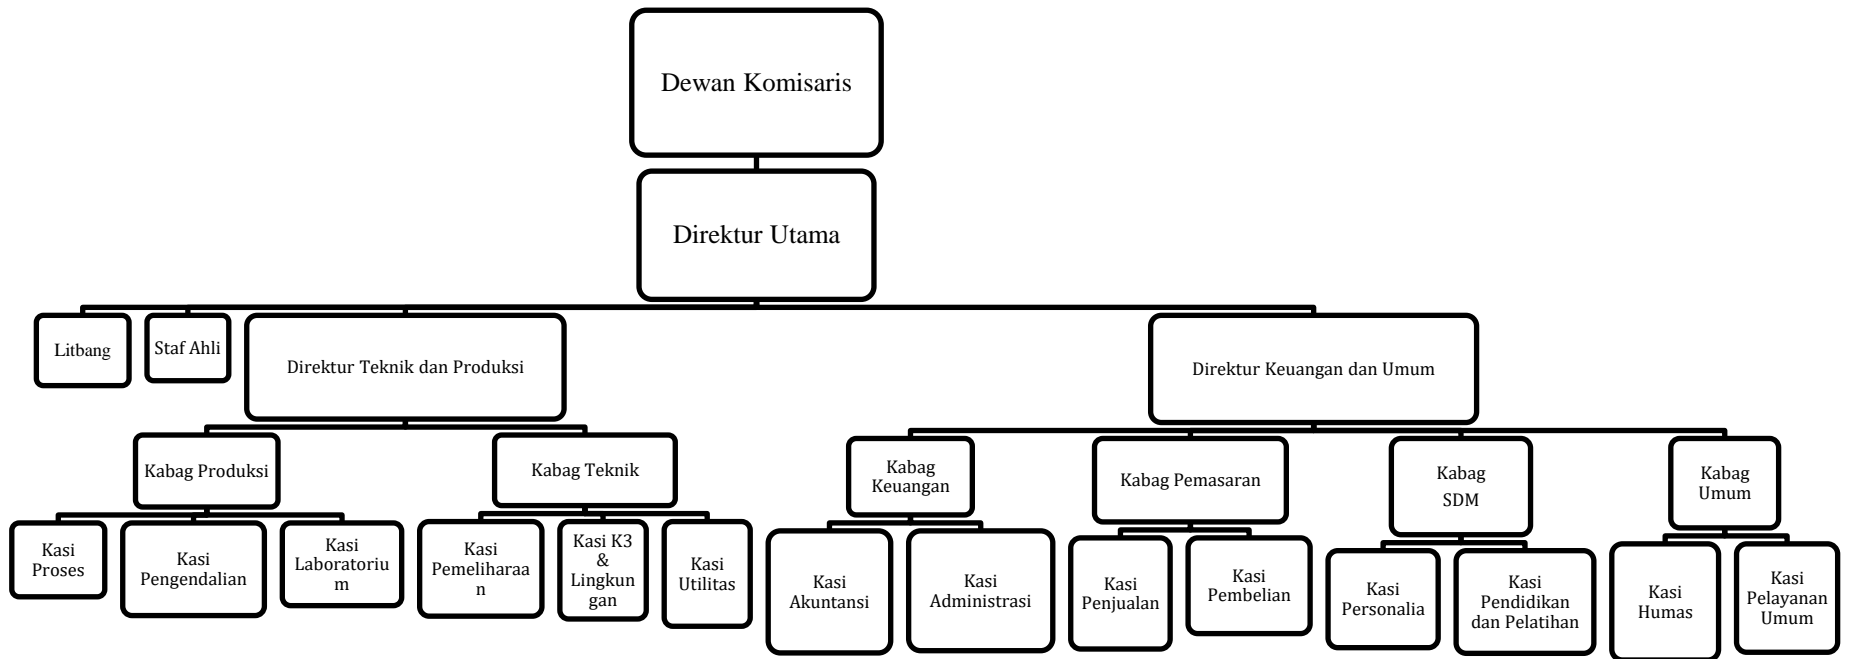 Dewan Komisaris
Direktur Utama
Litbang
Staf Ahli
Direktur Teknik dan Produksi
Direktur Keuangan dan Umum
Kabag Produksi
Kabag Teknik
Kabag
Keuangan
Kabag Pemasaran
Kabag
SDM
Kabag
Umum
Kasi
Proses
Kasi
Pengendalian
Kasi
Laboratoriu
m
Kasi
Pemeliharaa
n
Kasi K3
&
Lingkun
gan
Kasi
Utilitas
Kasi
Akuntansi
Kasi
Administrasi
Kasi
Penjualan
Kasi
Pembelian
Kasi
Personalia
Kasi
Pendidikan
dan Pelatihan
Kasi
Humas
Kasi
Pelayanan
Umum